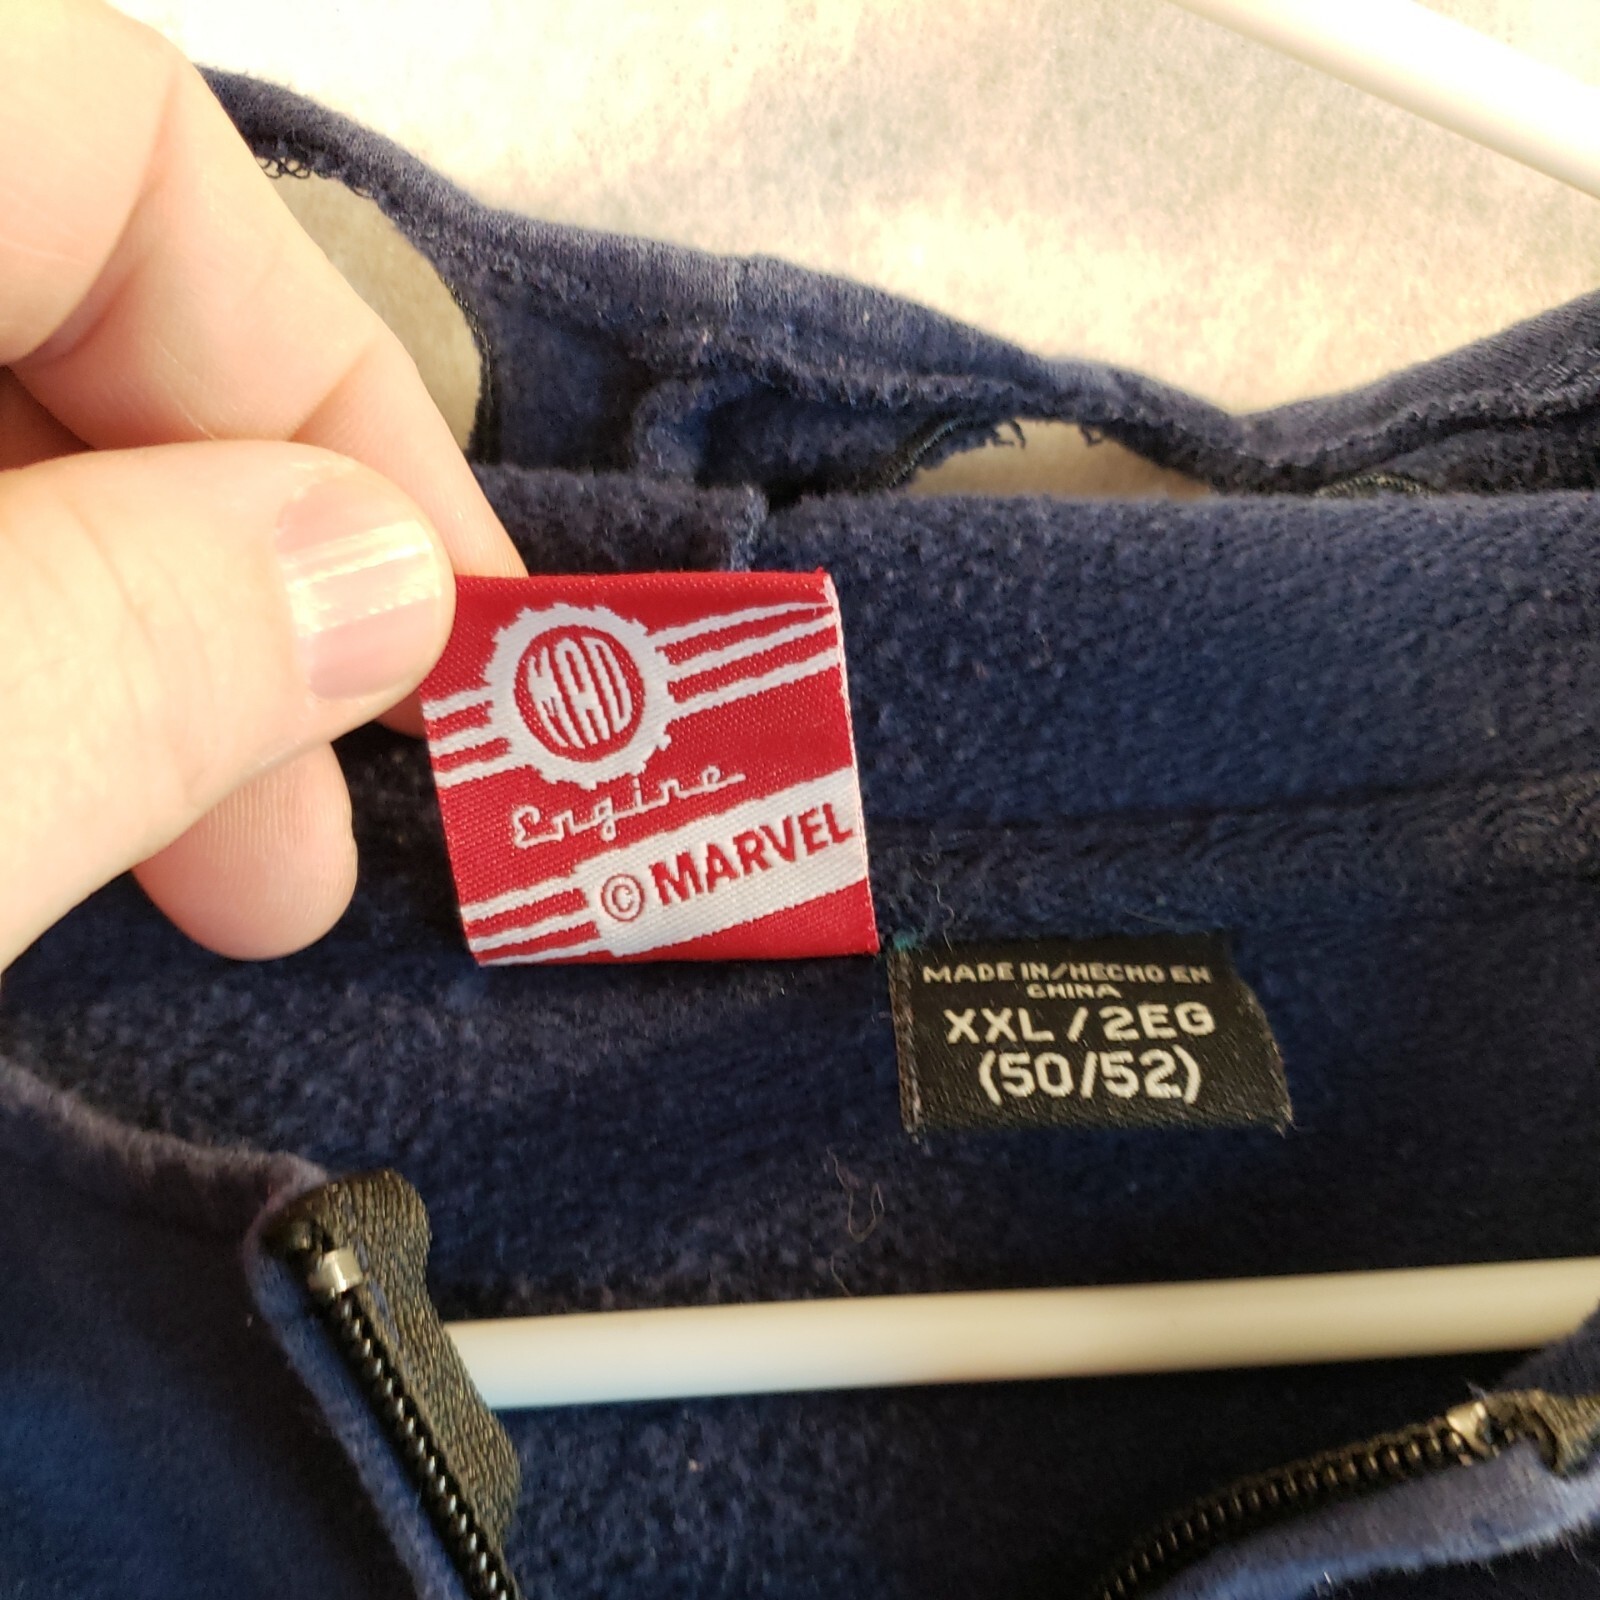 MAD
Engine
© MARVEL
MADE IN/HECHO EN
CHINA
XXL / 2EG
(50/52)